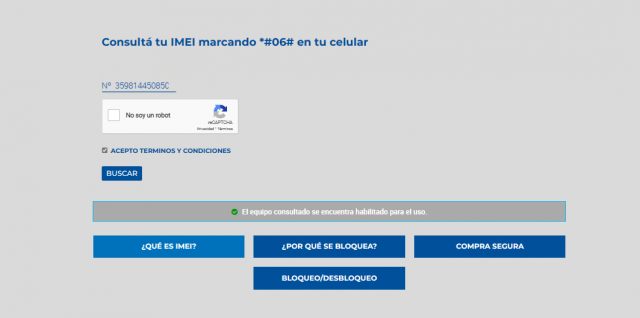 Consultá tu IMEI marcando *#06# en tu celular
Nº 35981445085C
No soy un robot
reCAPTCHA
Privacidad - Términos
ACEPTO TERMINOS Y CONDICIONES
BUSCAR
El equipo consultado se encuentra habilitado para el uso.
¿QUÉ ES IMEI?
¿POR QUÉ SE BLOQUEA?
COMPRA SEGURA
BLOQUEO/DESBLOQUEO